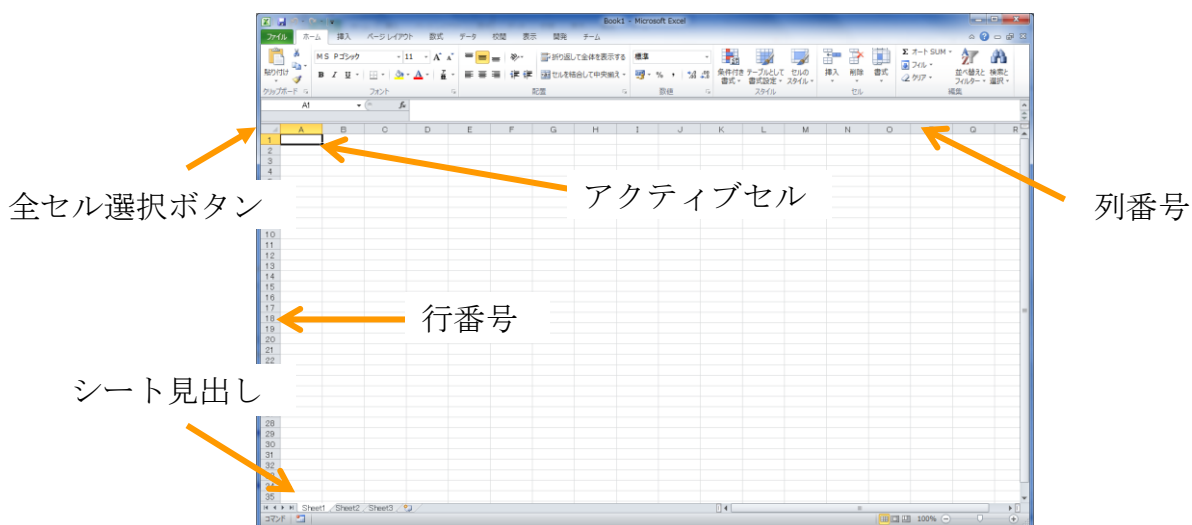 Book1 - Microsoft Excel
ファイル ホーム 挿入 ページ レイアウト 数式 データ 校閲 表示 開発 チーム
MS Pゴシック 11 A A 折り返して全体を表示する 標準 Σ オート SUM
フィル
貼り付け B I U A セルを結合して中央揃え % 条件付き テーブルとして セルの 挿入 削除 書式 クリア 並べ替えと 検索と
書式 書式設定 スタイル フィルター 選択
クリップボード フォント 配置 数値 スタイル セル 編集
A1 fx
A B C D E F G H I J K L M N O Q R
1
2
3
4
全セル選択ボタン
アクティブセル
列番号
10
11
12
13
14
15
16
17
18
19
20
21
22
行番号
シート見出し
28
29
30
31
32
35
Sheet1 Sheet2 Sheet3
コマンド 100%